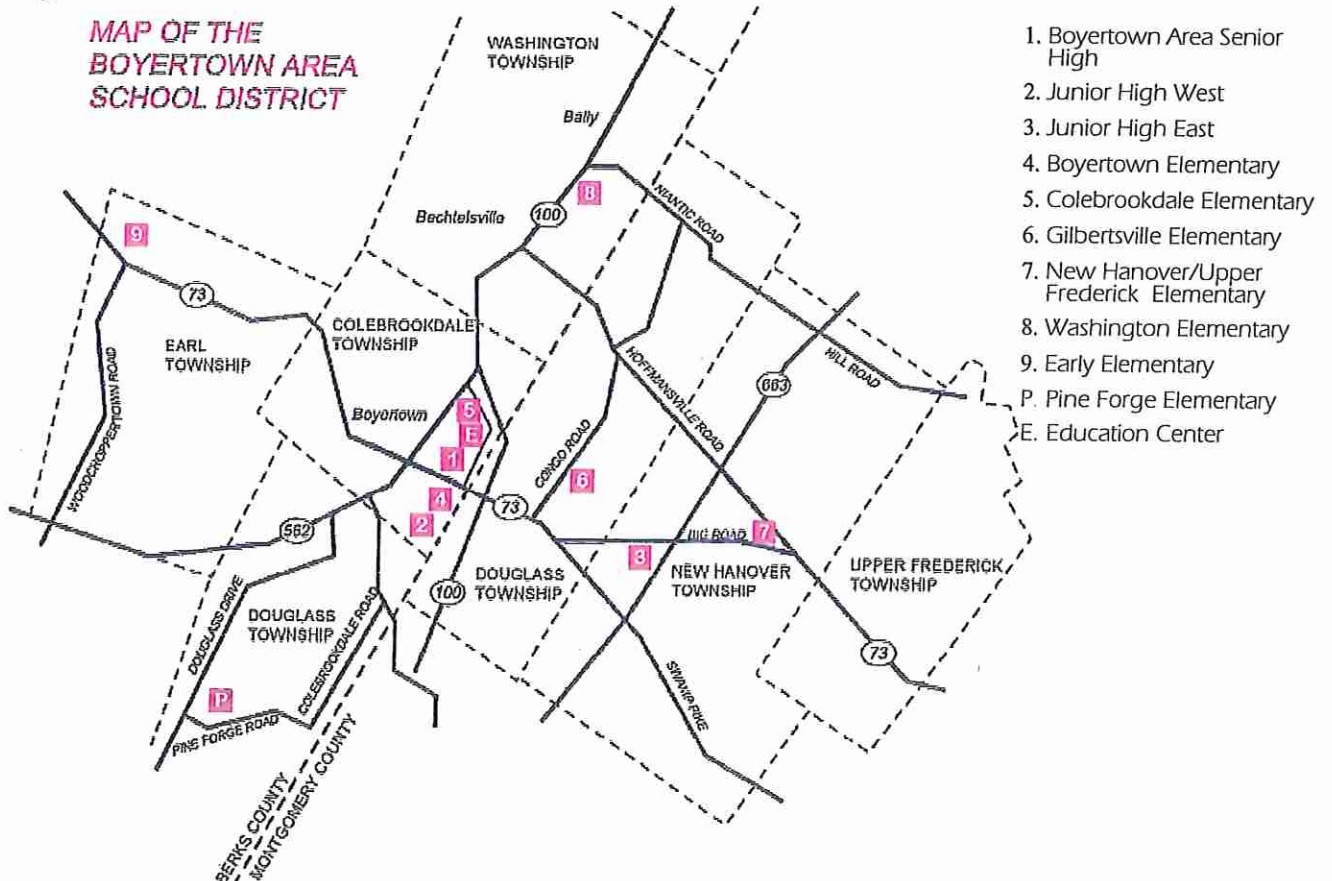 MAP OF THE
BOYERTOWN AREA
SCHOOL DISTRICT
WASHINGTON
TOWNSHIP
Bally
8
NIANTIC ROAD
Bechtelsville
100
9
73
EARL
TOWNSHIP
WOODCROPPERTOWN ROAD
COLEBROOKDALE
TOWNSHIP
Boyertown
5
E
1
4
2
HOFFMANSVILLE ROAD
663
HILL ROAD
CONGO ROAD
6
73
562
BIG ROAD
7
3
100
DOUGLASS
TOWNSHIP
NEW HANOVER
TOWNSHIP
UPPER FREDERICK
TOWNSHIP
DOUGLASS DRIVE
DOUGLASS
TOWNSHIP
COLEBROOKDALE ROAD
73
SWAMP PIKE
P
PINE FORGE ROAD
BERKS COUNTY
MONTGOMERY COUNTY
1. Boyertown Area Senior
High
2. Junior High West
3. Junior High East
4. Boyertown Elementary
5. Colebrookdale Elementary
6. Gilbertsville Elementary
7. New Hanover/Upper
Frederick Elementary
8. Washington Elementary
9. Early Elementary
P. Pine Forge Elementary
E. Education Center